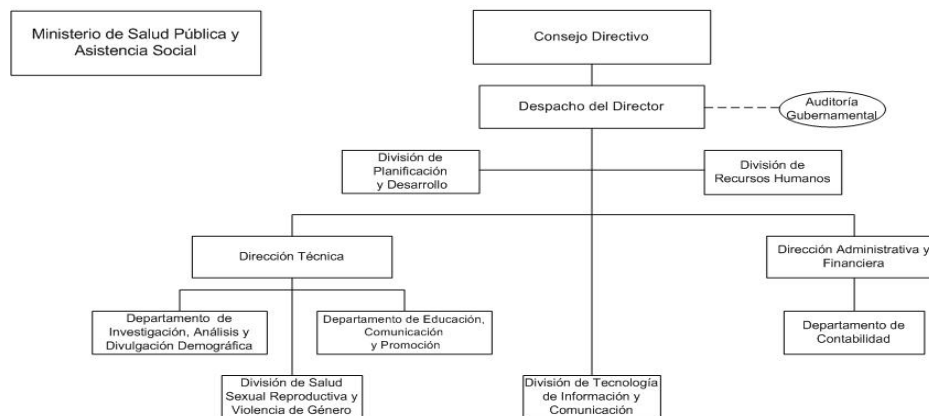 Ministerio de Salud Pública y
Asistencia Social
Consejo Directivo
Despacho del Director
Auditoría
Gubernamental
División de
Planificación
y Desarrollo
División de
Recursos Humanos
Dirección Técnica
Dirección Administrativa y
Financiera
Departamento de
Investigación, Análisis y
Divulgación Demográfica
Departamento de Educación,
Comunicación
y Promoción
Departamento de
Contabilidad
División de Salud
Sexual Reproductiva y
Violencia de Género
División de Tecnología
de Información y
Comunicación